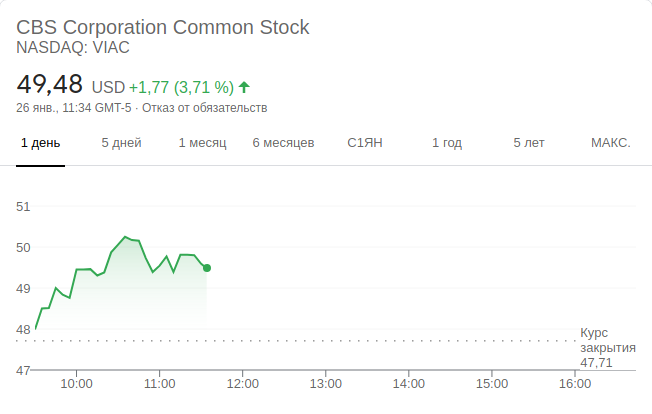 CBS Corporation Common Stock
NASDAQ: VIAC
49,48 USD +1,77 (3,71 %)
26 янв., 11:34 GMT-5 · Отказ от обязательств
1 день 5 дней 1 месяц 6 месяцев С1ЯН 1 год 5 лет МАКС.
51
50
49
48
47
Курс
закрытия
47,71
10:00 11:00 12:00 13:00 14:00 15:00 16:00